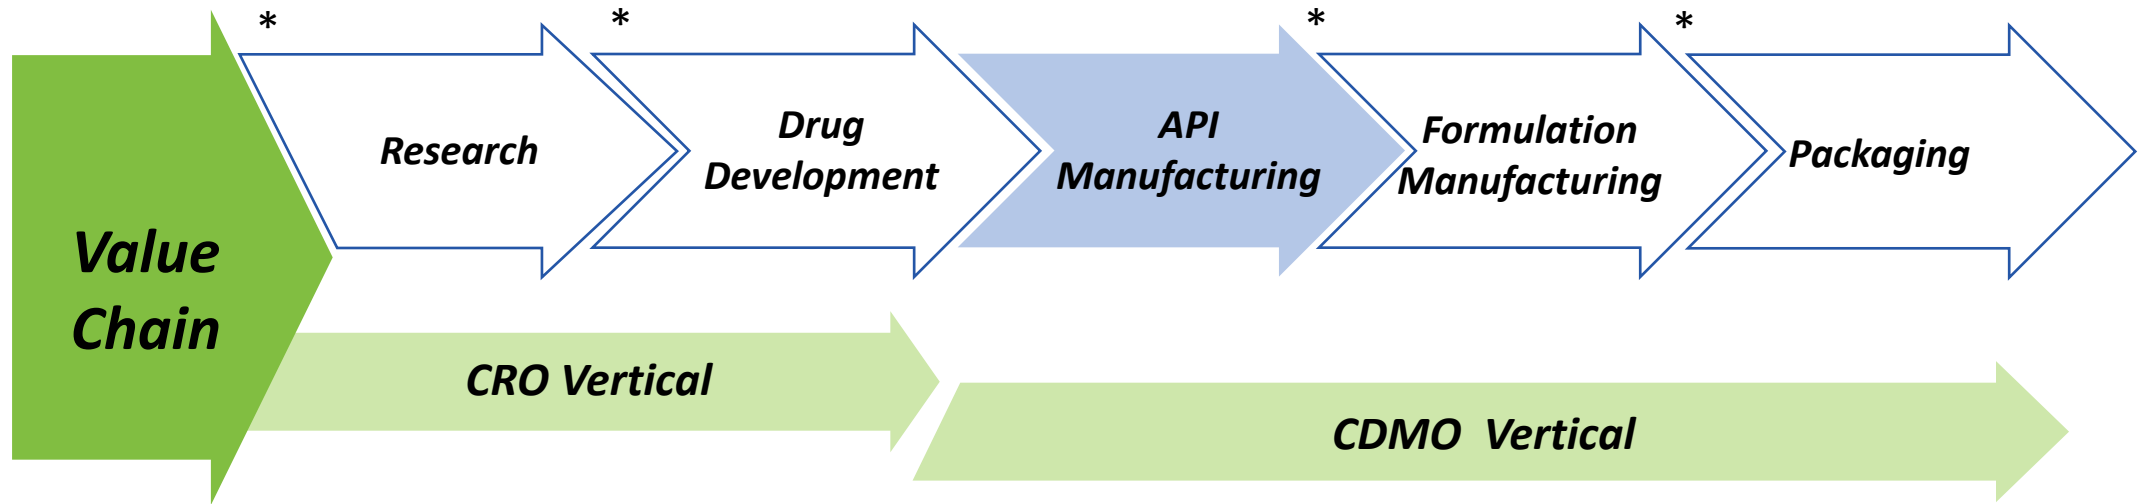 * * * *
Research
Drug
Development
API
Manufacturing
Formulation
Manufacturing
Packaging
Value
Chain
CRO Vertical
CDMO Vertical